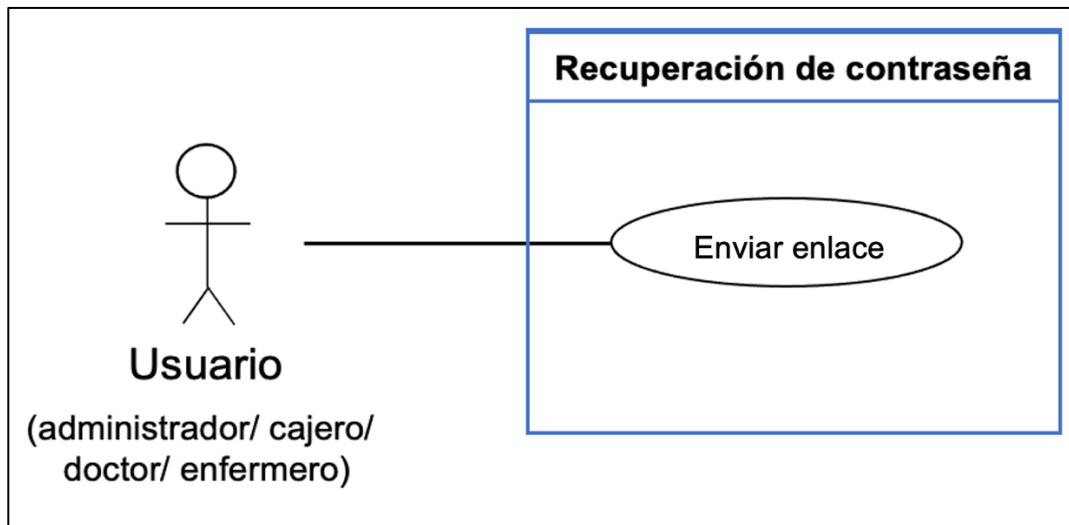 Recuperación de contraseña
Enviar enlace
Usuario
(administrador/ cajero/
doctor/ enfermero)